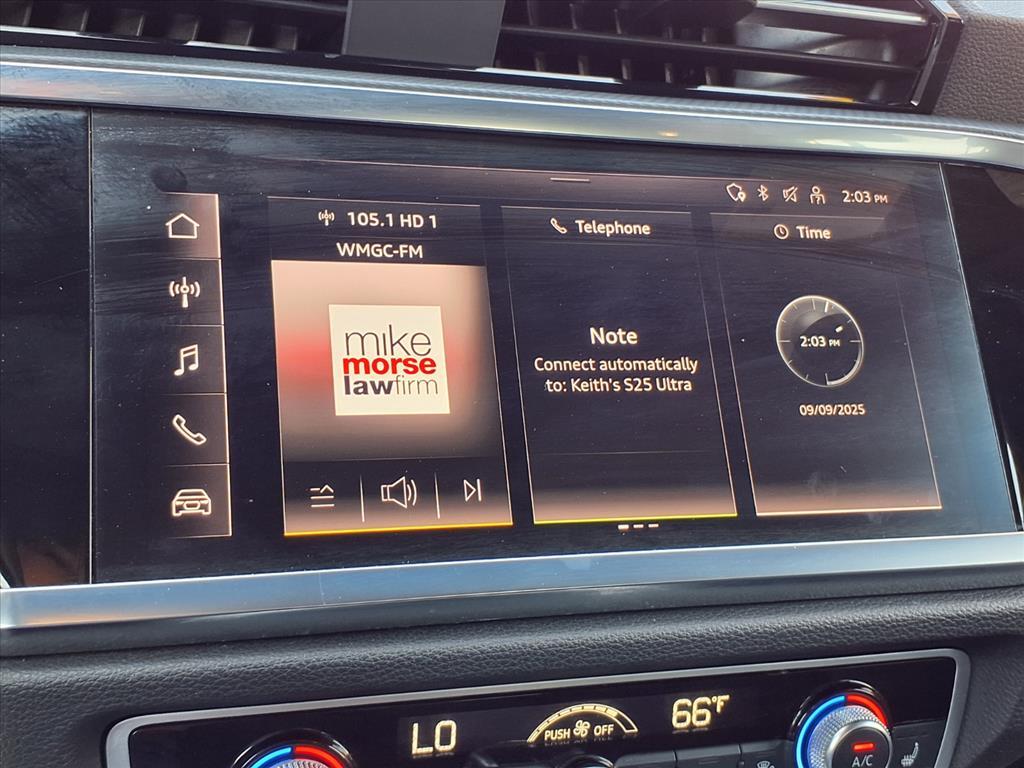 2:03 PM
105.1 HD 1
WMGC-FM
mike
morse
lawfirm
Telephone
Note
Connect automatically
to: Keith's S25 Ultra
Time
2:03 PM
09/09/2025
LO
PUSH OFF
66°F
A/C